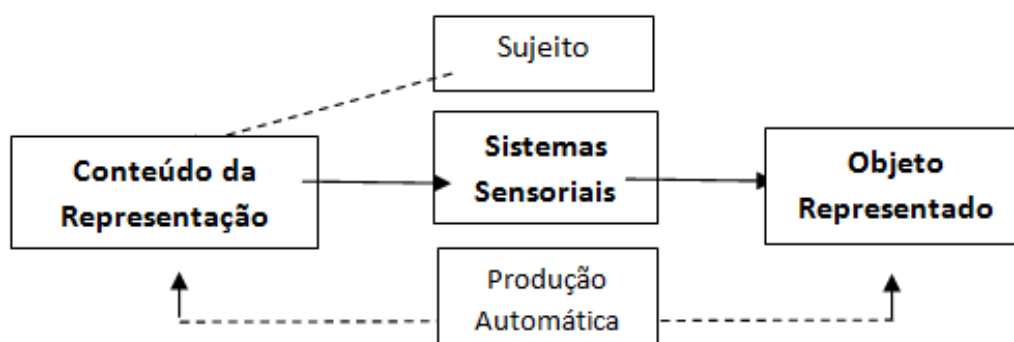 Sujeito
Conteúdo da
Representação
Sistemas
Sensoriais
Objeto
Representado
Produção
Automática